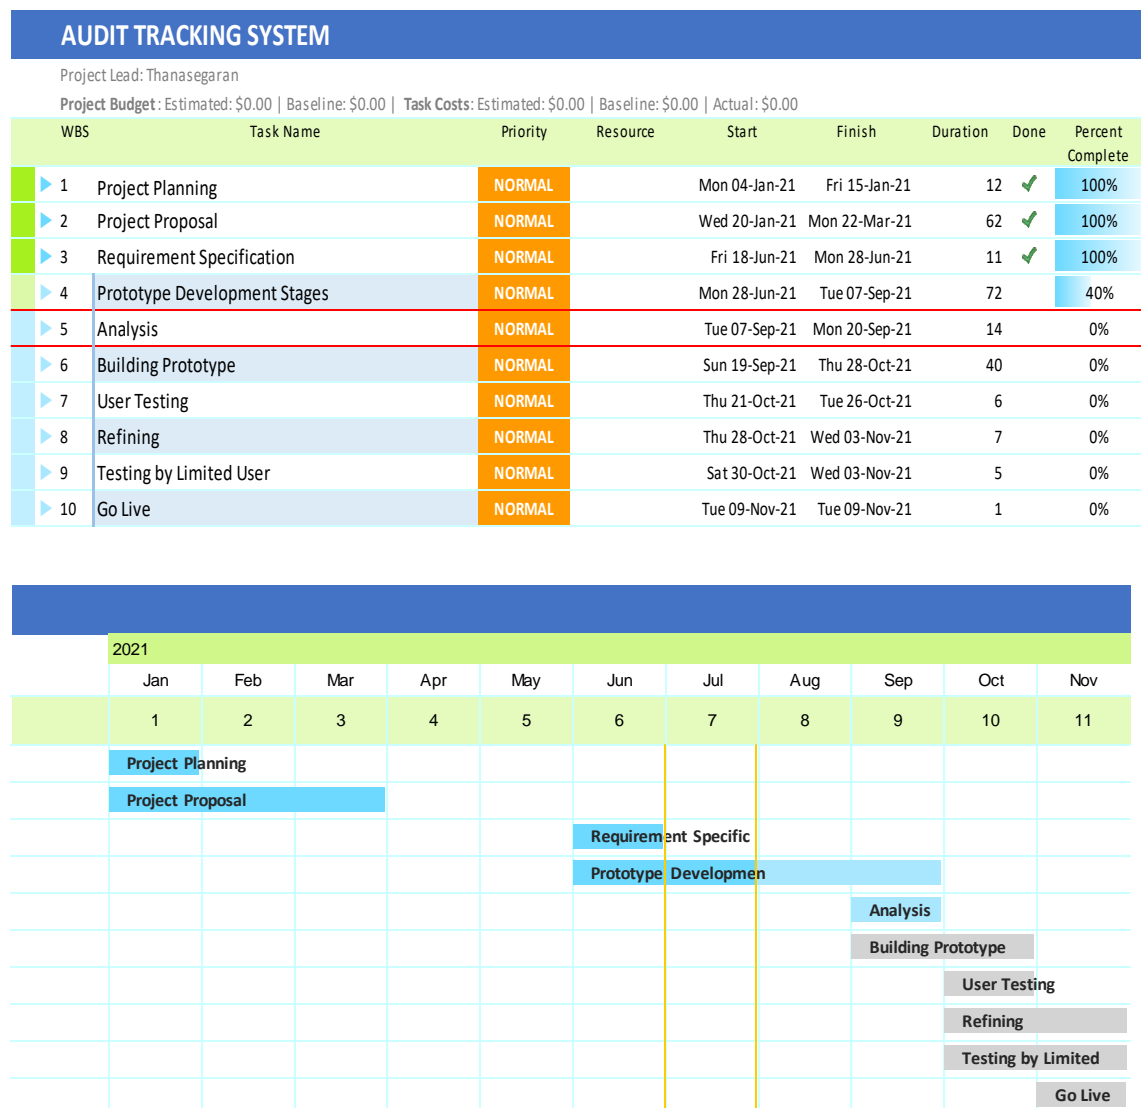 AUDIT TRACKING SYSTEM
Project Lead: Thanasegaran
Project Budget: Estimated: $0.00 | Baseline: $0.00 | Task Costs: Estimated: $0.00 | Baseline: $0.00 | Actual: $0.00
WBS Task Name Priority Resource Start Finish Duration Done Percent Complete
1 Project Planning NORMAL Mon 04-Jan-21 Fri 15-Jan-21 12 ✔ 100%
2 Project Proposal NORMAL Wed 20-Jan-21 Mon 22-Mar-21 62 ✔ 100%
3 Requirement Specification NORMAL Fri 18-Jun-21 Mon 28-Jun-21 11 ✔ 100%
4 Prototype Development Stages NORMAL Mon 28-Jun-21 Tue 07-Sep-21 72 40%
5 Analysis NORMAL Tue 07-Sep-21 Mon 20-Sep-21 14 0%
6 Building Prototype NORMAL Sun 19-Sep-21 Thu 28-Oct-21 40 0%
7 User Testing NORMAL Thu 21-Oct-21 Tue 26-Oct-21 6 0%
8 Refining NORMAL Thu 28-Oct-21 Wed 03-Nov-21 7 0%
9 Testing by Limited User NORMAL Sat 30-Oct-21 Wed 03-Nov-21 5 0%
10 Go Live NORMAL Tue 09-Nov-21 Tue 09-Nov-21 1 0%
2021
Jan Feb Mar Apr May Jun Jul Aug Sep Oct Nov
1 2 3 4 5 6 7 8 9 10 11
Project Planning
Project Proposal
Requirement Specific
Prototype Developmen
Analysis
Building Prototype
User Testing
Refining
Testing by Limited
Go Live